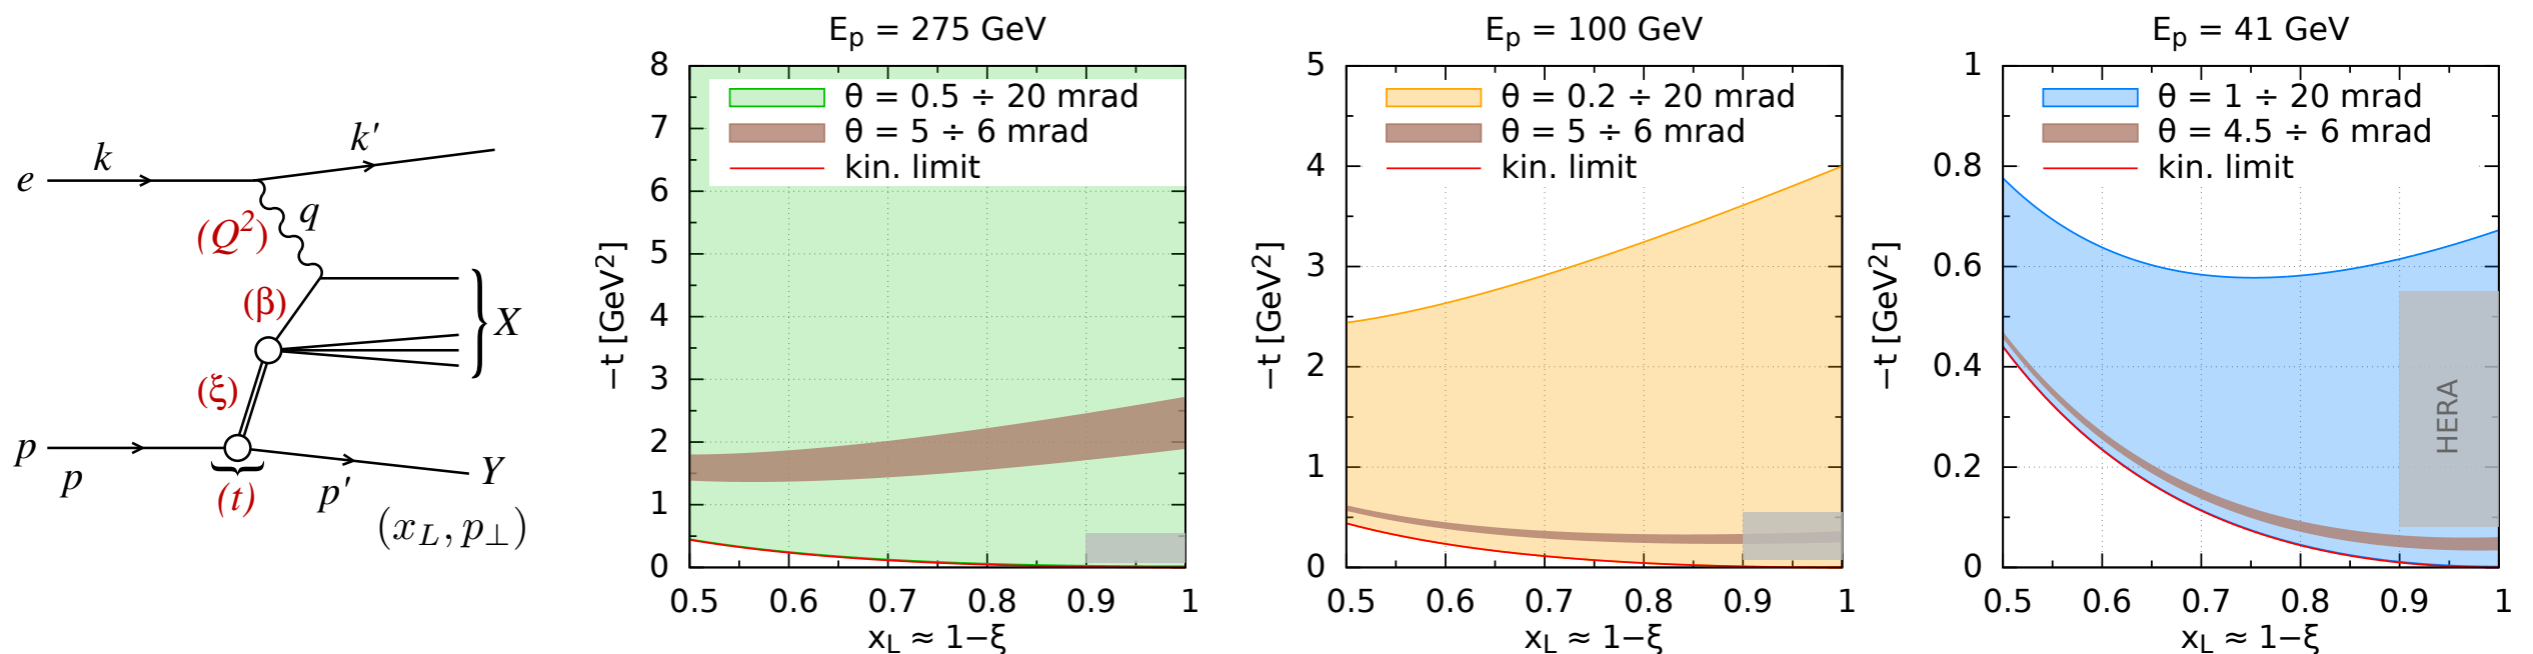 e
k
k′
(Q²)
q
(β)
X
(ξ)
p
p
(t)
p′
Y
(x_L, p_⊥)
E_p = 275 GeV
θ = 0.5 ÷ 20 mrad
θ = 5 ÷ 6 mrad
kin. limit
−t [GeV²]
8
7
6
5
4
3
2
1
0
0.5 0.6 0.7 0.8 0.9 1
x_L ≈ 1−ξ
E_p = 100 GeV
θ = 0.2 ÷ 20 mrad
θ = 5 ÷ 6 mrad
kin. limit
−t [GeV²]
5
4
3
2
1
0
0.5 0.6 0.7 0.8 0.9 1
x_L ≈ 1−ξ
E_p = 41 GeV
θ = 1 ÷ 20 mrad
θ = 4.5 ÷ 6 mrad
kin. limit
−t [GeV²]
1
0.8
0.6
0.4
0.2
0
HERA
0.5 0.6 0.7 0.8 0.9 1
x_L ≈ 1−ξ